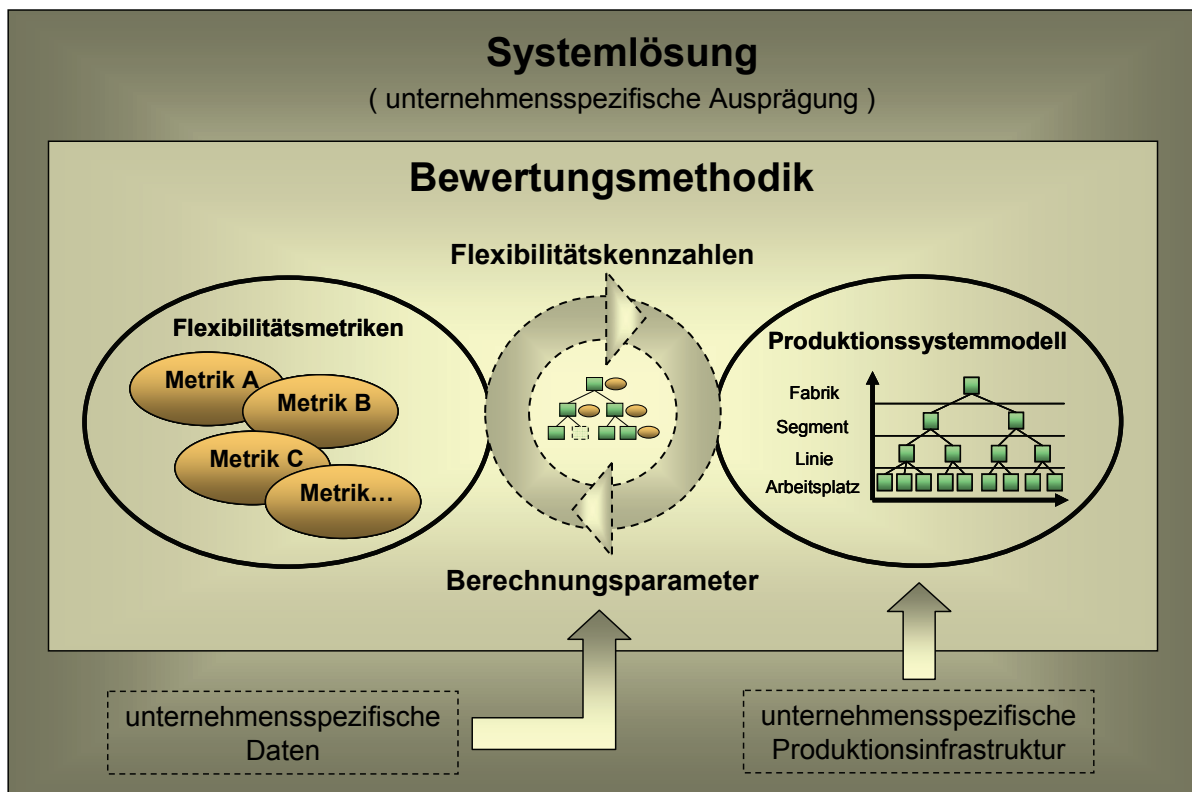 Systemlösung
( unternehmensspezifische Ausprägung )
Bewertungsmethodik
Flexibilitätskennzahlen
Flexibilitätsmetriken
Metrik A
Metrik B
Metrik C
Metrik…
Produktionssystemmodell
Fabrik
Segment
Linie
Arbeitsplatz
Berechnungsparameter
unternehmensspezifische
Daten
unternehmensspezifische
Produktionsinfrastruktur